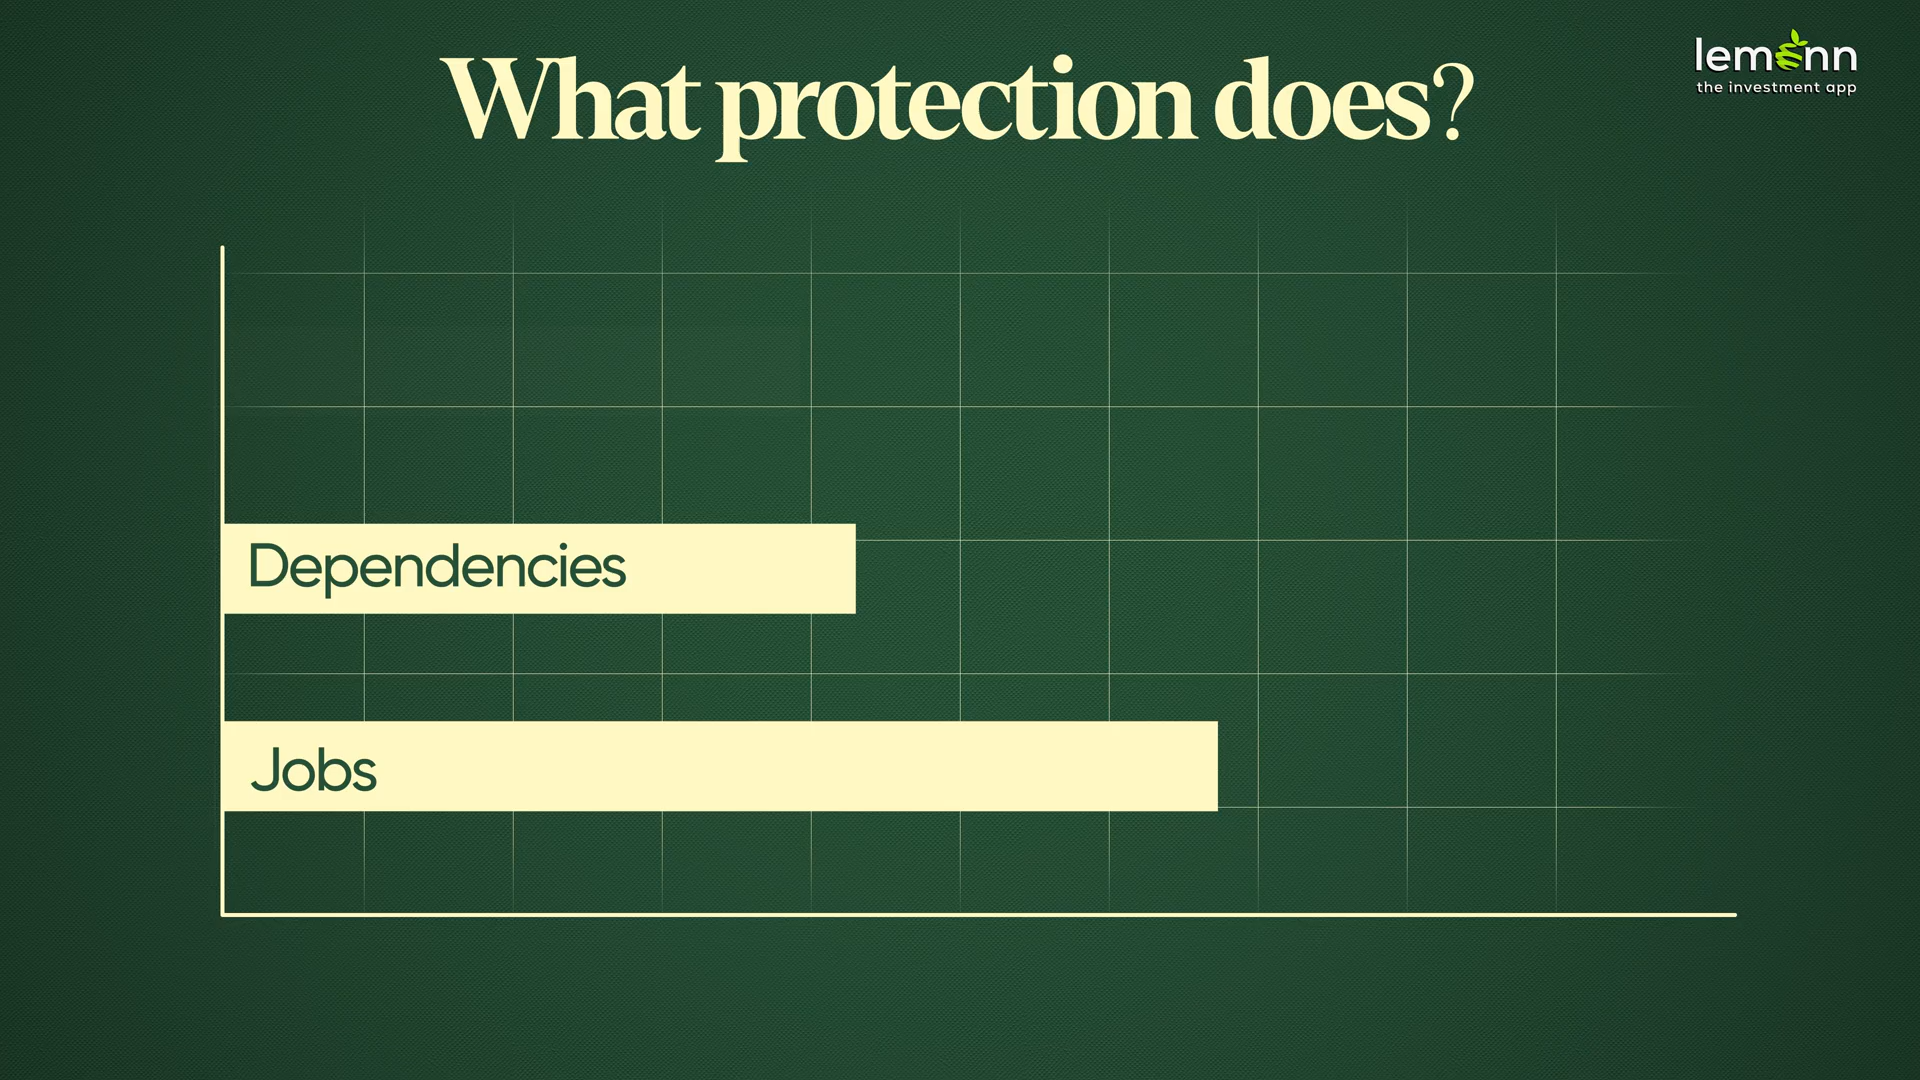 What protection does?
lemonn
the investment app
Dependencies
Jobs